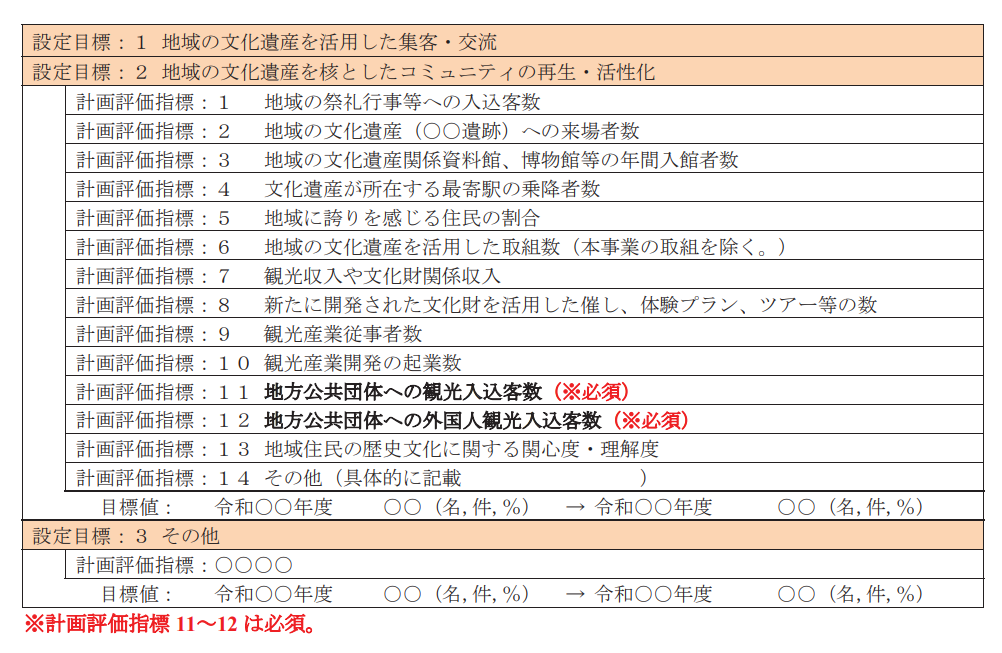 設定目標：１ 地域の文化遺産を活用した集客・交流
設定目標：２ 地域の文化遺産を核としたコミュニティの再生・活性化
計画評価指標：１ 地域の祭礼行事等への入込客数
計画評価指標：２ 地域の文化遺産（〇〇遺跡）への来場者数
計画評価指標：３ 地域の文化遺産関係資料館、博物館等の年間入館者数
計画評価指標：４ 文化遺産が所在する最寄駅の乗降者数
計画評価指標：５ 地域に誇りを感じる住民の割合
計画評価指標：６ 地域の文化遺産を活用した取組数（本事業の取組を除く。）
計画評価指標：７ 観光収入や文化財関係収入
計画評価指標：８ 新たに開発された文化財を活用した催し、体験プラン、ツアー等の数
計画評価指標：９ 観光産業従事者数
計画評価指標：１０ 観光産業開発の起業数
計画評価指標：１１ 地方公共団体への観光入込客数（※必須）
計画評価指標：１２ 地方公共団体への外国人観光入込客数（※必須）
計画評価指標：１３ 地域住民の歴史文化に関する関心度・理解度
計画評価指標：１４ その他（具体的に記載　　　　　　　　　）
目標値：　令和〇〇年度　〇〇（名,件,％）　→ 令和〇〇年度　〇〇（名,件,％）
設定目標：３ その他
計画評価指標：〇〇〇〇
目標値：　令和〇〇年度　〇〇（名,件,％）　→ 令和〇〇年度　〇〇（名,件,％）
※計画評価指標 11～12 は必須。